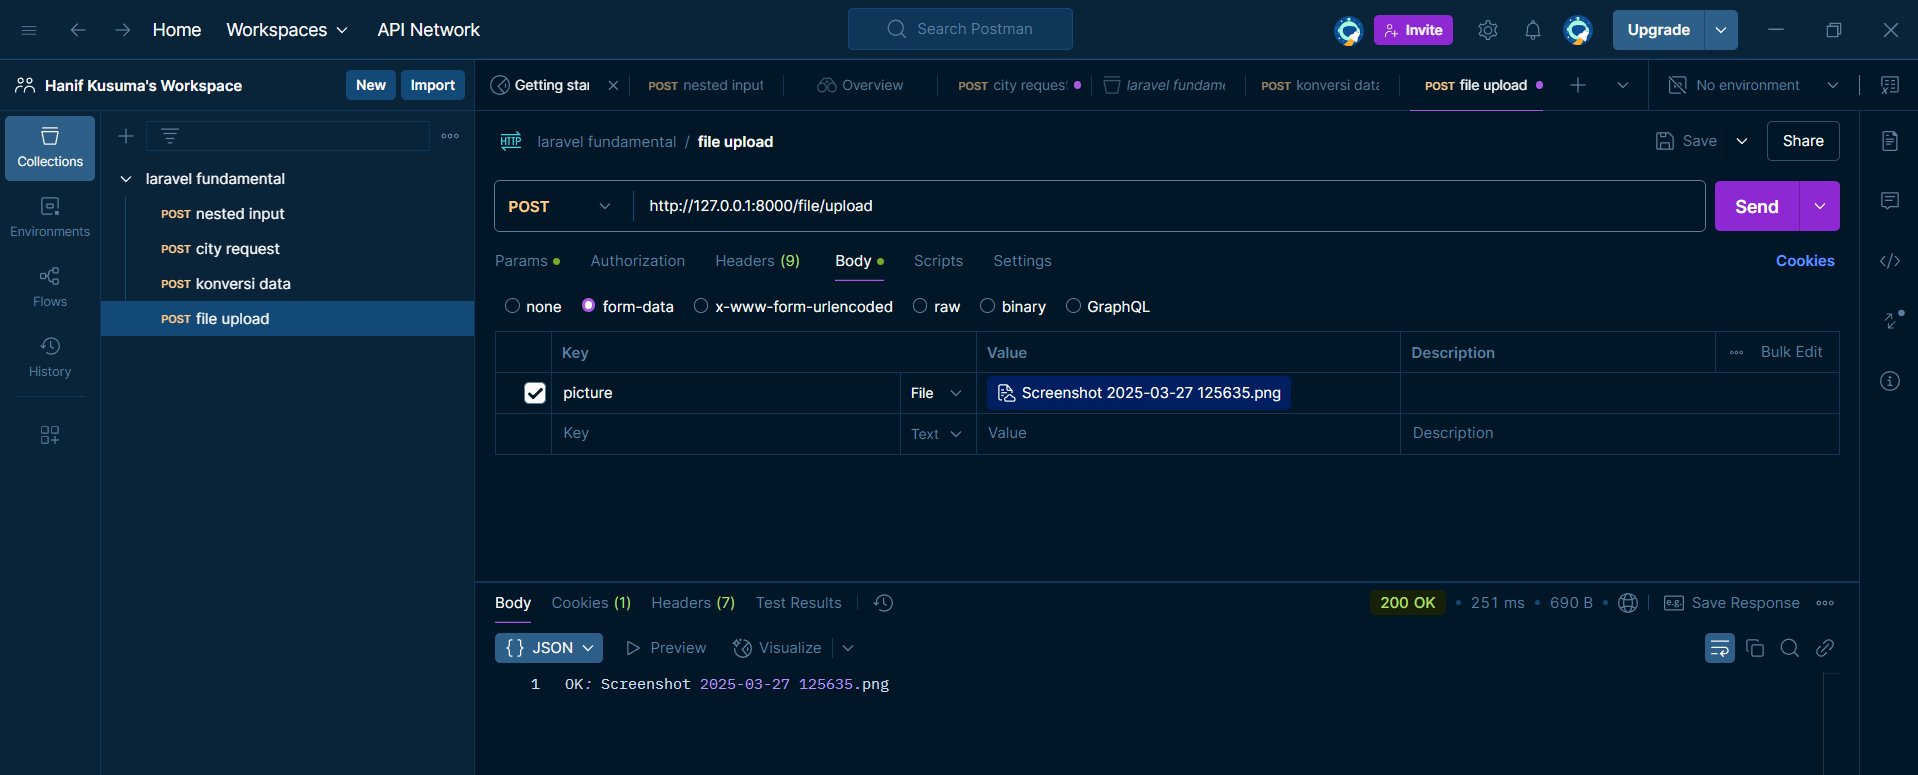 Home Workspaces API Network Search Postman Invite Upgrade
Hanif Kusuma's Workspace New Import
Getting star POST nested input Overview POST city reques laravel fundame POST konversi data POST file upload No environment
Collections
Environments
Flows
History
laravel fundamental
POST nested input
POST city request
POST konversi data
POST file upload
HTTP laravel fundamental / file upload Save Share
POST http://127.0.0.1:8000/file/upload Send
Params Authorization Headers (9) Body Scripts Settings Cookies
none form-data x-www-form-urlencoded raw binary GraphQL
Key Value Description Bulk Edit
picture File Screenshot 2025-03-27 125635.png
Key Text Value Description
Body Cookies (1) Headers (7) Test Results 200 OK • 251 ms • 690 B • e.g. Save Response
{} JSON Preview Visualize
1 OK: Screenshot 2025-03-27 125635.png